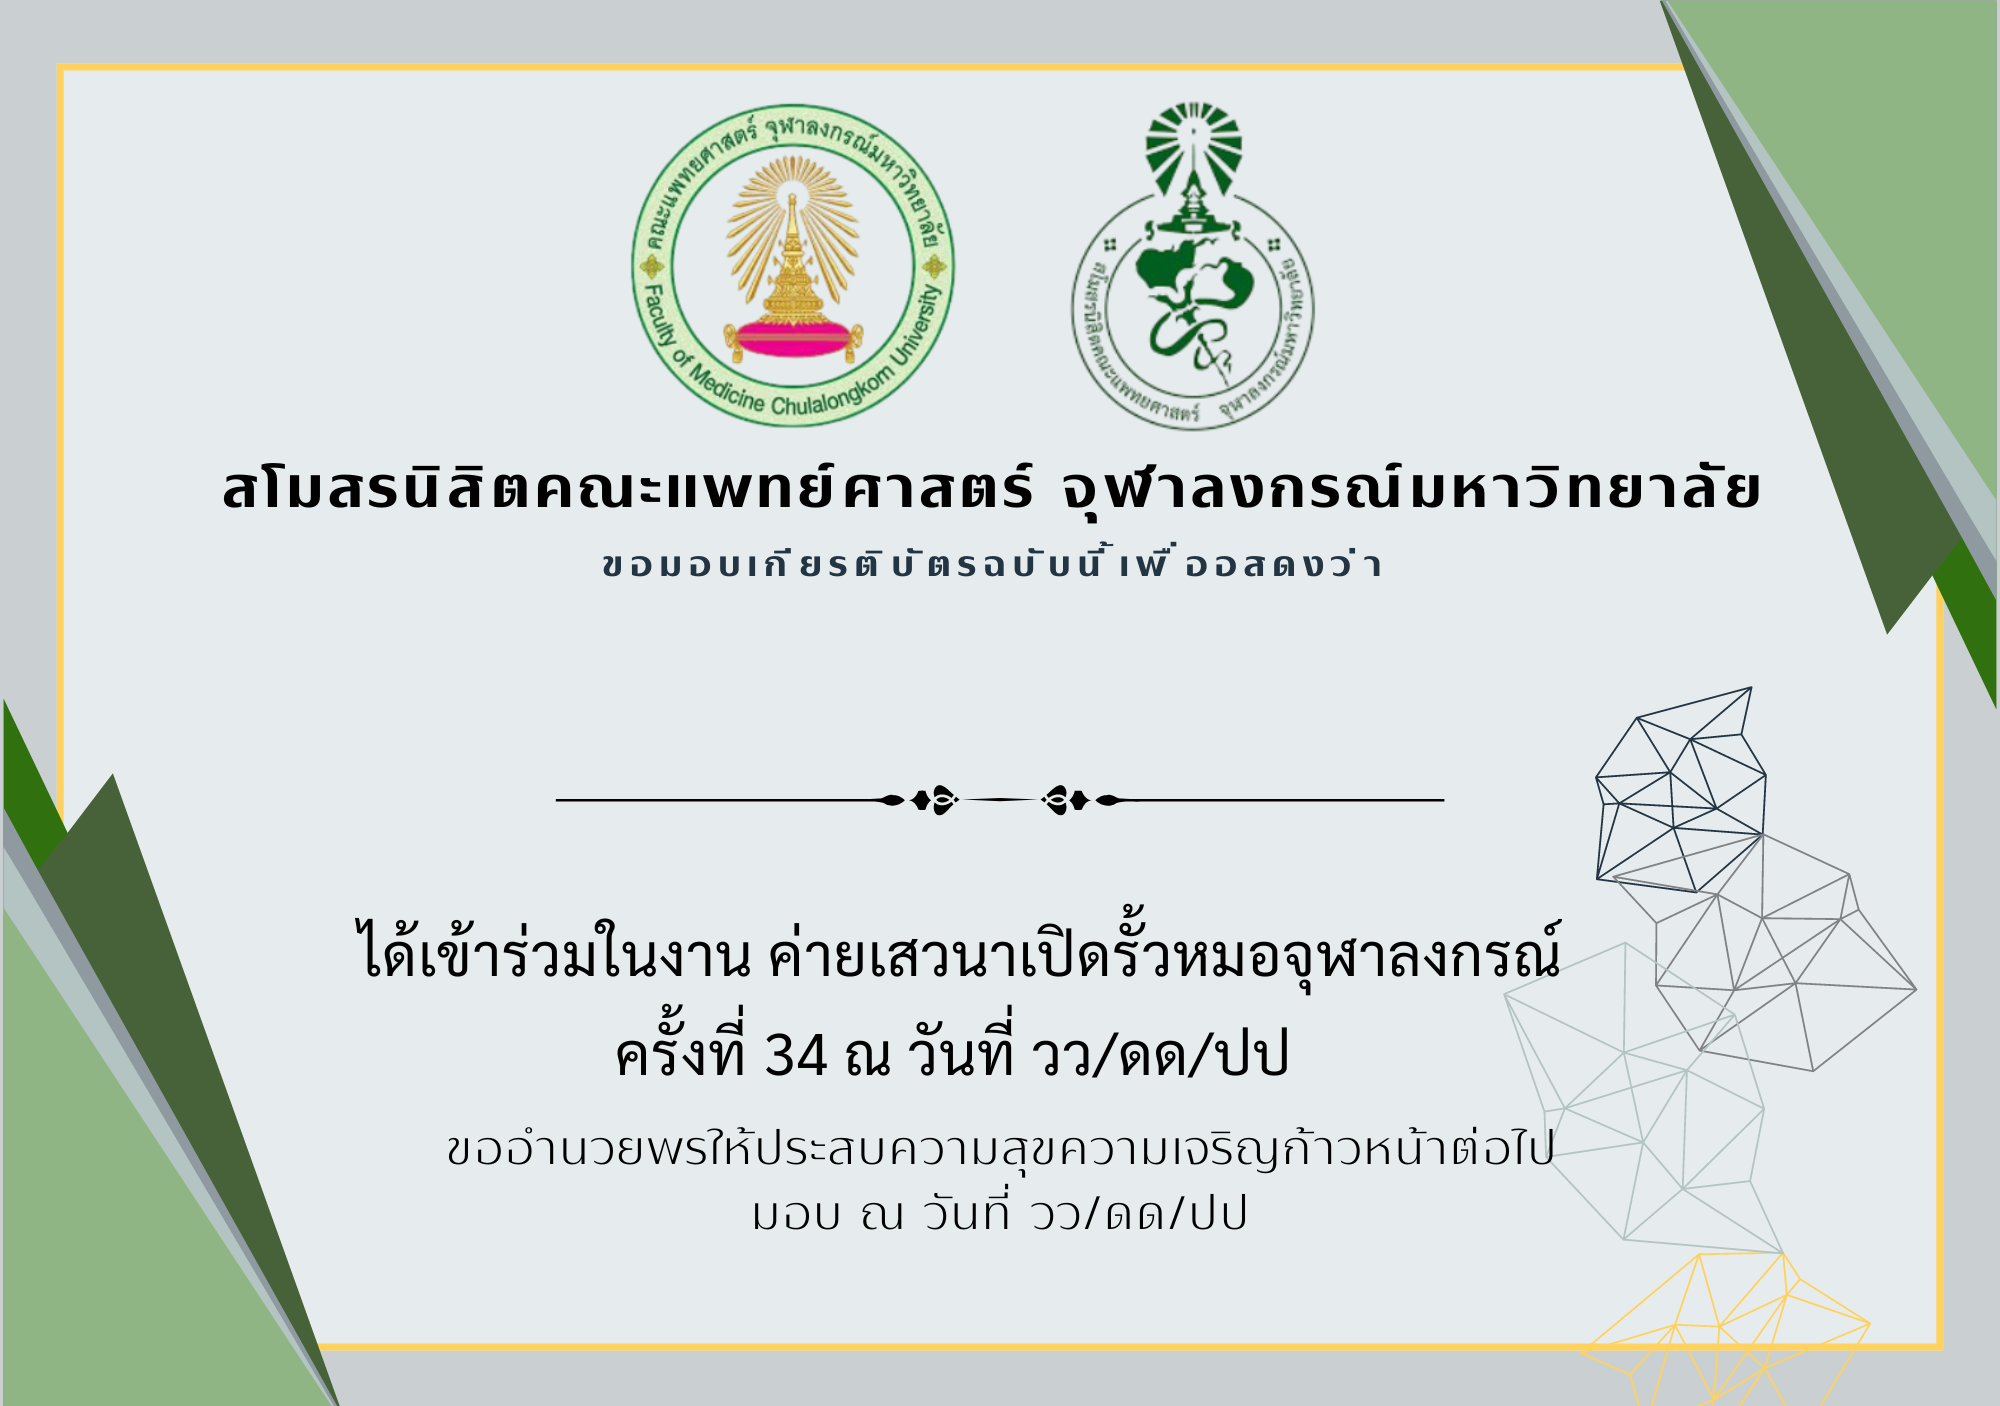 คณะแพทยศาสตร์ จุฬาลงกรณ์มหาวิทยาลัย
Faculty of Medicine Chulalongkorn University
สโมสรนิสิตคณะแพทยศาสตร์ จุฬาลงกรณ์มหาวิทยาลัย
สโมสรนิสิตคณะแพทย์ศาสตร์ จุฬาลงกรณ์มหาวิทยาลัย
ขอมอบเกียรติบัตรฉบับนี้เพื่ออสดงว่า
ได้เข้าร่วมในงาน ค่ายเสวนาเปิดรั้วหมอจุฬาลงกรณ์
ครั้งที่ 34 ณ วันที่ วว/ดด/ปป
ขออำนวยพรให้ประสบความสุขความเจริญก้าวหน้าต่อไป
มอบ ณ วันที่ วว/ดด/ปป